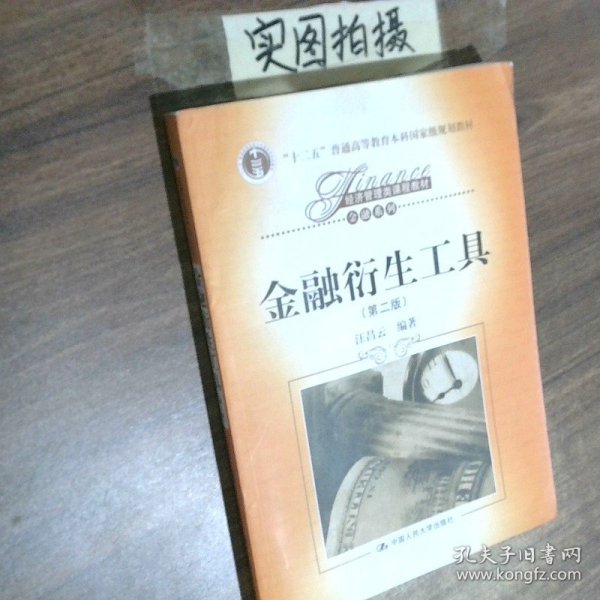 实图拍摄
"十二五"普通高等教育本科国家级规划教材
Finance
经济管理类课程教材
金融系列
金融衍生工具
(第二版)
汪昌云 编著
中国人民大学出版社
孔夫子旧书网
www.kongfz.com